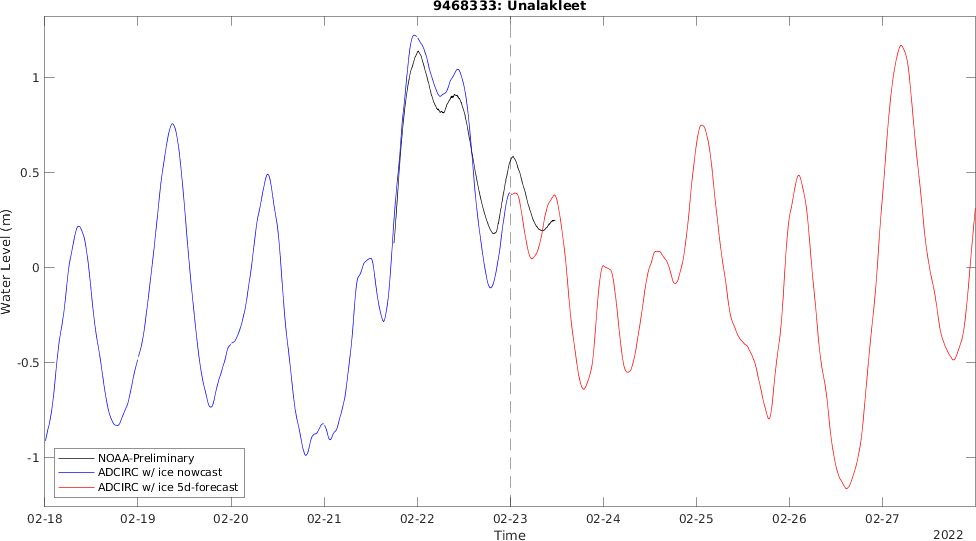 9468333: Unalakleet
Water Level (m)
1
0.5
0
-0.5
-1
NOAA-Preliminary
ADCIRC w/ ice nowcast
ADCIRC w/ ice 5d-forecast
02-18 02-19 02-20 02-21 02-22 02-23 02-24 02-25 02-26 02-27
Time
2022